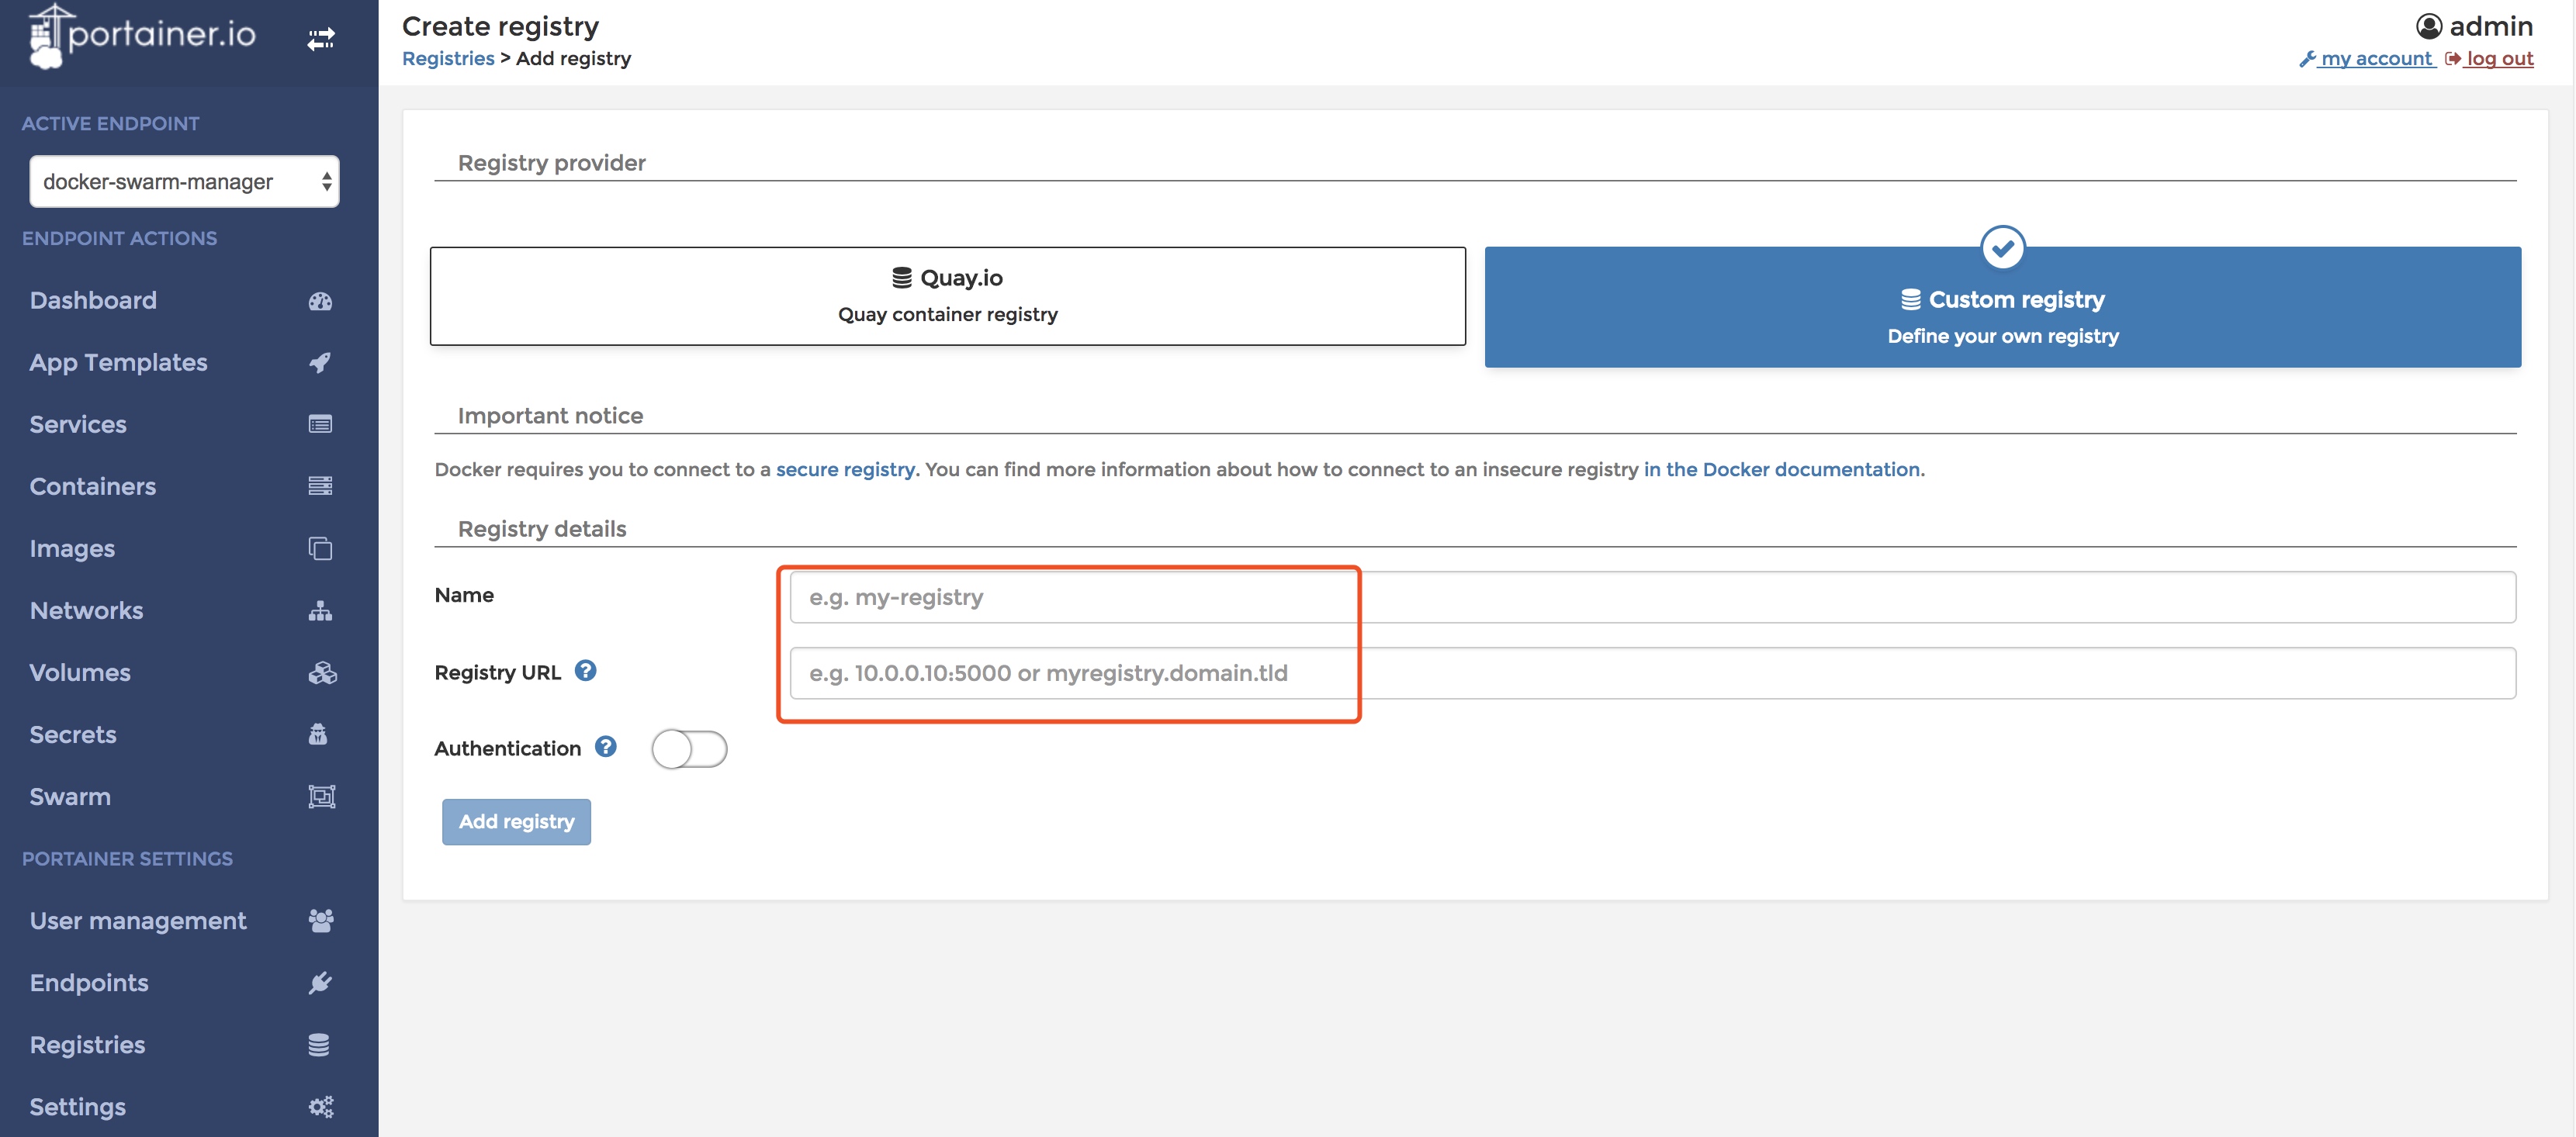 portainer.io
ACTIVE ENDPOINT
docker-swarm-manager
ENDPOINT ACTIONS
Dashboard
App Templates
Services
Containers
Images
Networks
Volumes
Secrets
Swarm
PORTAINER SETTINGS
User management
Endpoints
Registries
Settings
Create registry
Registries > Add registry
admin
my account log out
Registry provider
Quay.io
Quay container registry
Custom registry
Define your own registry
Important notice
Docker requires you to connect to a secure registry. You can find more information about how to connect to an insecure registry in the Docker documentation.
Registry details
Name e.g. my-registry
Registry URL e.g. 10.0.0.10:5000 or myregistry.domain.tld
Authentication
Add registry